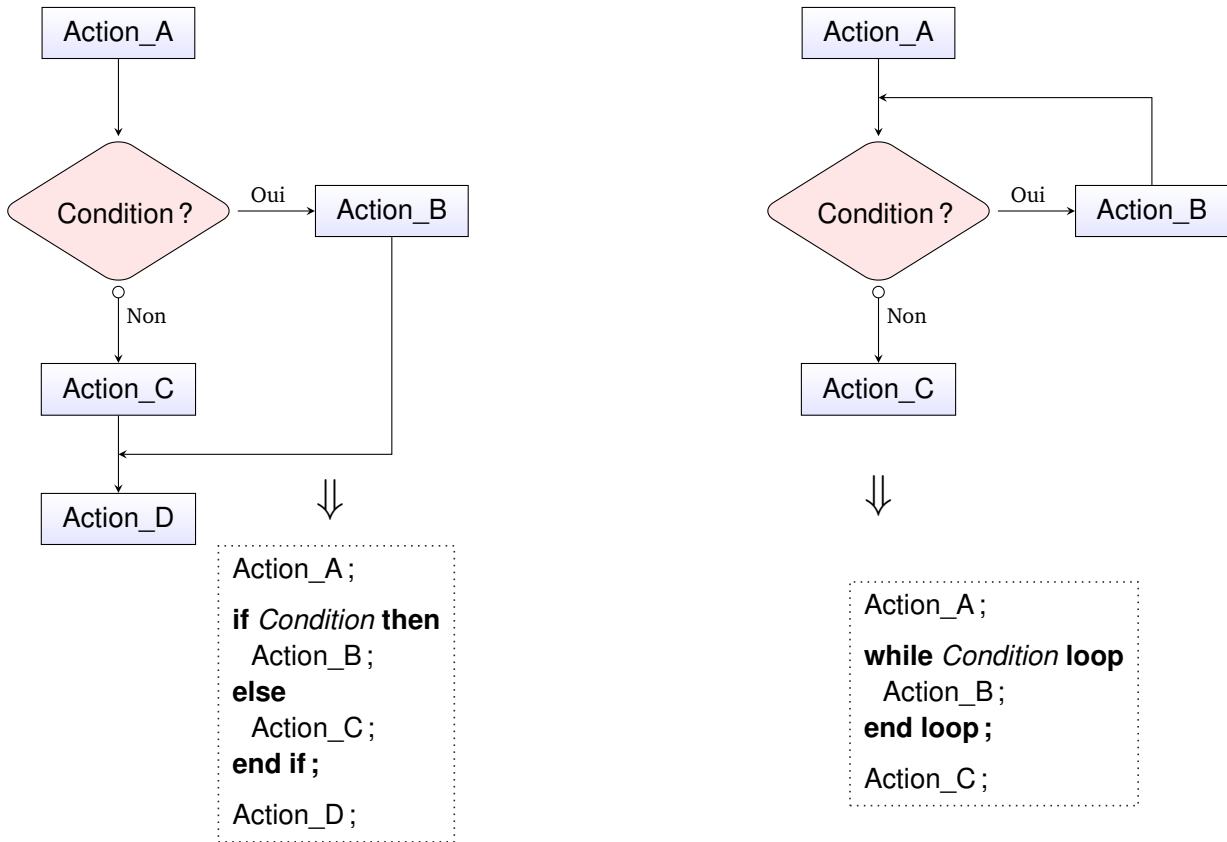 Action_A
Condition ?
Oui
Action_B
Non
Action_C
Action_D
⇓
Action_A ;
if Condition then
Action_B ;
else
Action_C ;
end if ;
Action_D ;
Action_A
Condition ?
Oui
Action_B
Non
Action_C
⇓
Action_A ;
while Condition loop
Action_B ;
end loop ;
Action_C ;